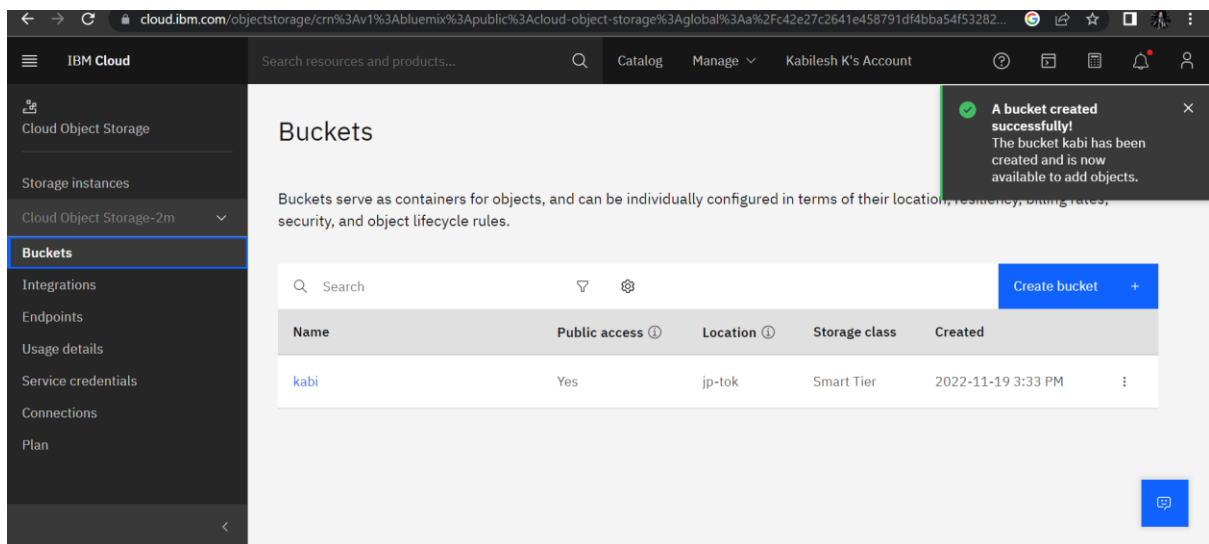 cloud.ibm.com/objectstorage/crn%3Av1%3Abluemix%3Apublic%3Acloud-object-storage%3Aglobal%3Aa%2Fc42e27c2641e458791df4bba54f53282...
IBM Cloud
Search resources and products...
Catalog
Manage
Kabilesh K's Account
Cloud Object Storage
Storage instances
Cloud Object Storage-2m
Buckets
Integrations
Endpoints
Usage details
Service credentials
Connections
Plan
A bucket created
successfully!
The bucket kabi has been
created and is now
available to add objects.
Buckets
Buckets serve as containers for objects, and can be individually configured in terms of their location, resiliency, billing rates,
security, and object lifecycle rules.
Search
Create bucket +
Name Public access Location Storage class Created
kabi Yes jp-tok Smart Tier 2022-11-19 3:33 PM